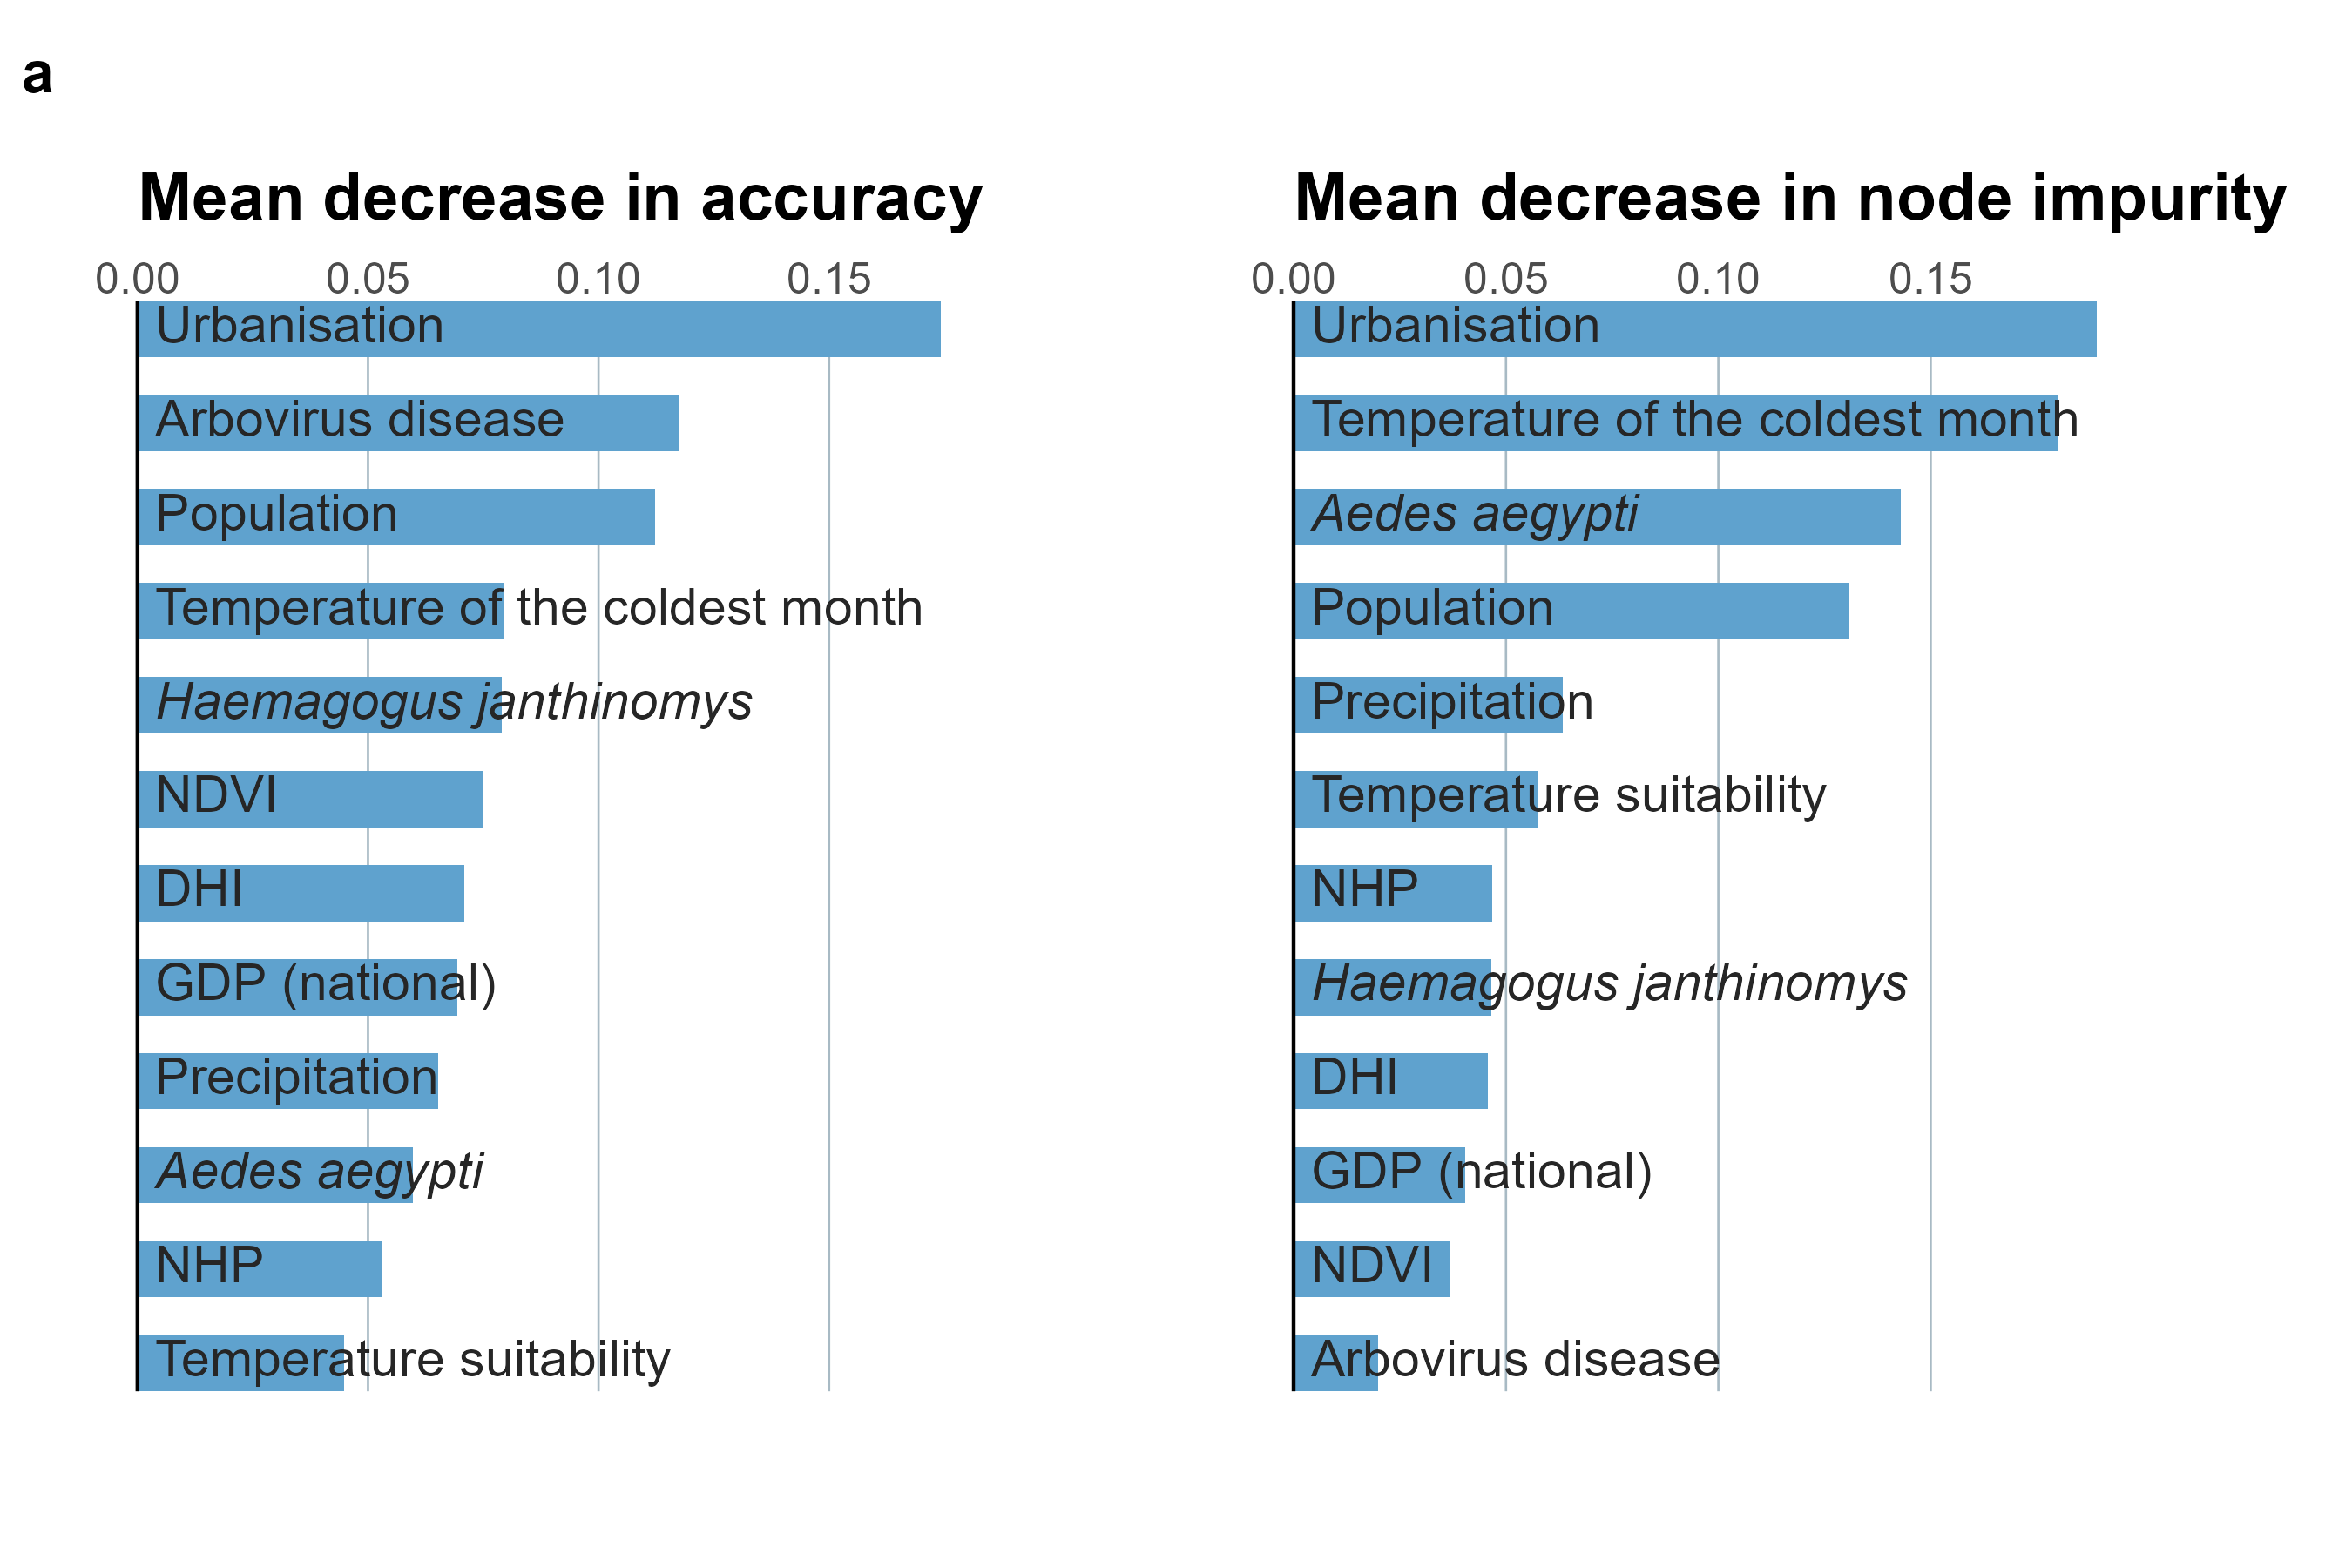 a
Mean decrease in accuracy
0.00 0.05 0.10 0.15
Urbanisation
Arbovirus disease
Population
Temperature of the coldest month
Haemagogus janthinomys
NDVI
DHI
GDP (national)
Precipitation
Aedes aegypti
NHP
Temperature suitability
Mean decrease in node impurity
0.00 0.05 0.10 0.15
Urbanisation
Temperature of the coldest month
Aedes aegypti
Population
Precipitation
Temperature suitability
NHP
Haemagogus janthinomys
DHI
GDP (national)
NDVI
Arbovirus disease